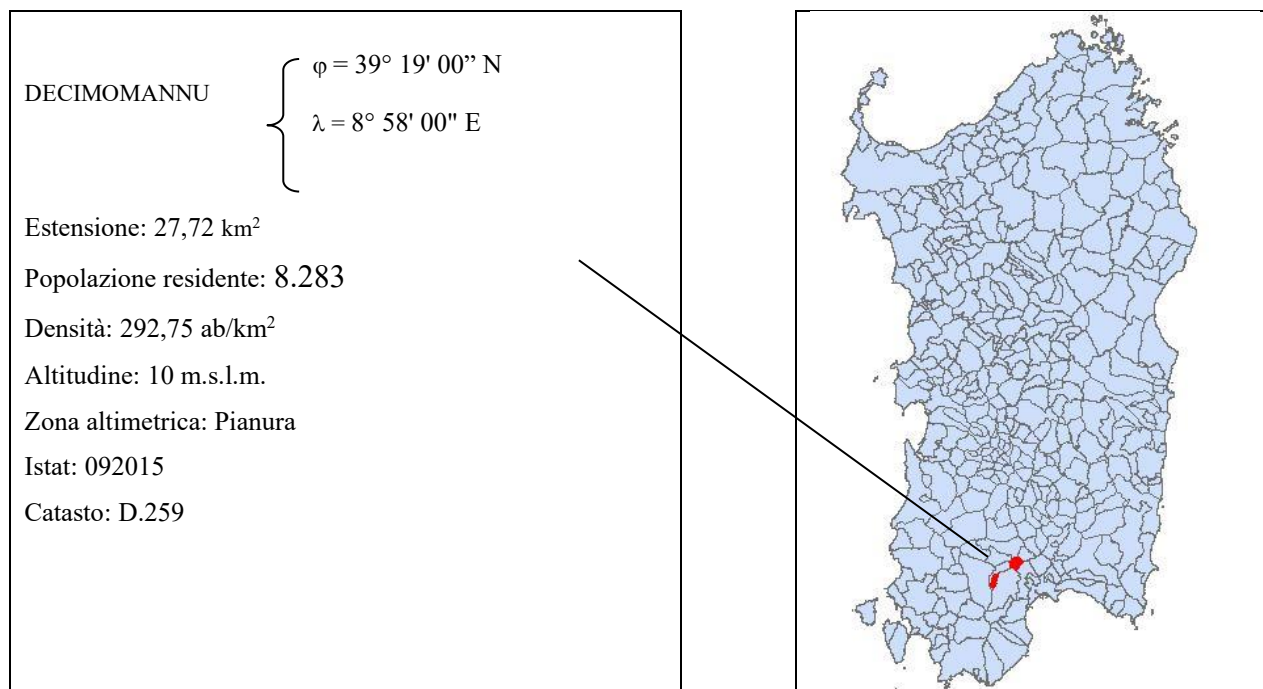 DECIMOMANNU
φ = 39° 19' 00” N
λ = 8° 58' 00" E
Estensione: 27,72 km²
Popolazione residente: 8.283
Densità: 292,75 ab/km²
Altitudine: 10 m.s.l.m.
Zona altimetrica: Pianura
Istat: 092015
Catasto: D.259